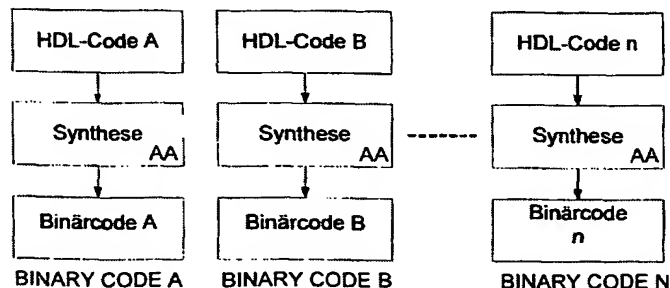 HDL-Code A HDL-Code B HDL-Code n
Synthese Synthese Synthese
AA AA AA
Binärcode A Binärcode B Binärcode
n
BINARY CODE A BINARY CODE B BINARY CODE N